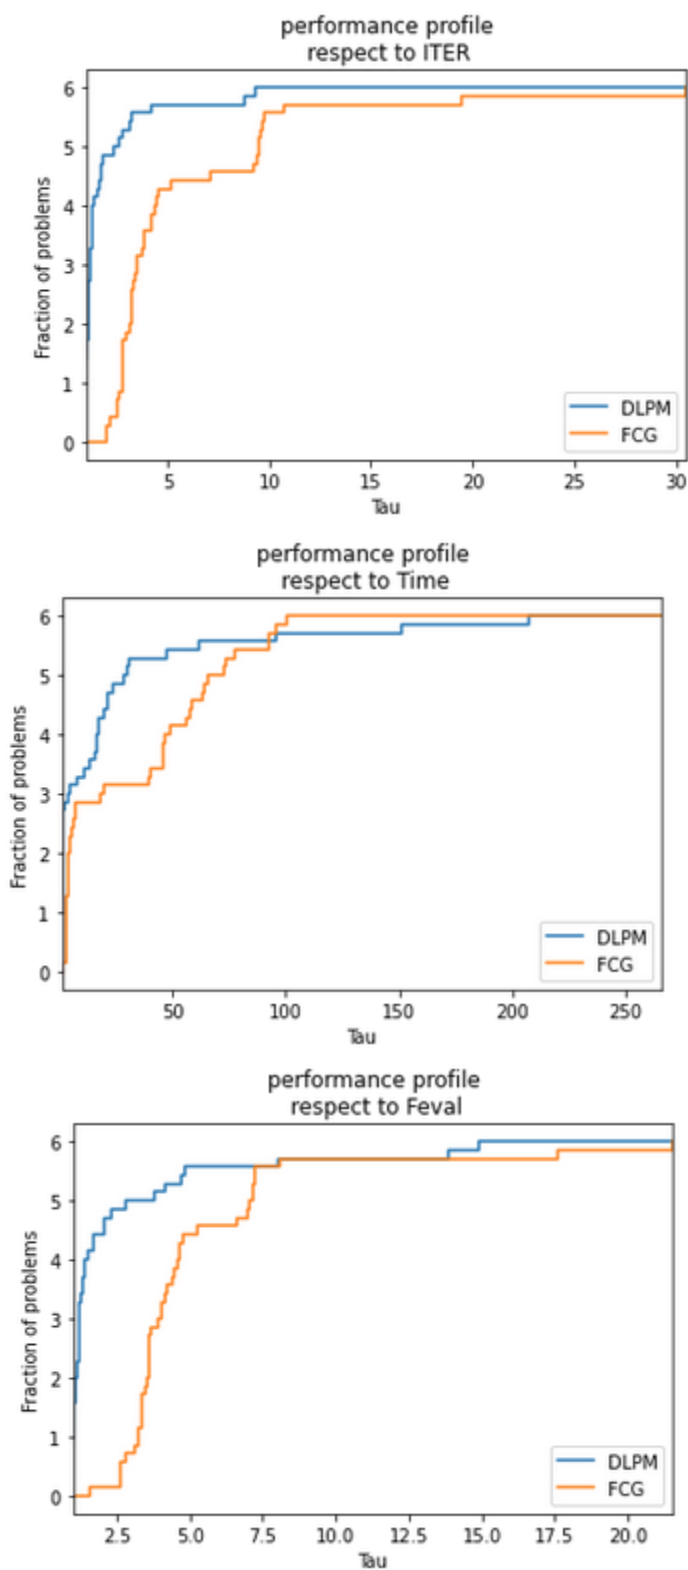 performance profile
respect to ITER
6
5
4
3
2
1
0
Fraction of problems
DLPM
FCG
5 10 15 20 25 30
Tau
performance profile
respect to Time
6
5
4
3
2
1
0
Fraction of problems
DLPM
FCG
50 100 150 200 250
Tau
performance profile
respect to Feval
6
5
4
3
2
1
0
Fraction of problems
DLPM
FCG
2.5 5.0 7.5 10.0 12.5 15.0 17.5 20.0
Tau